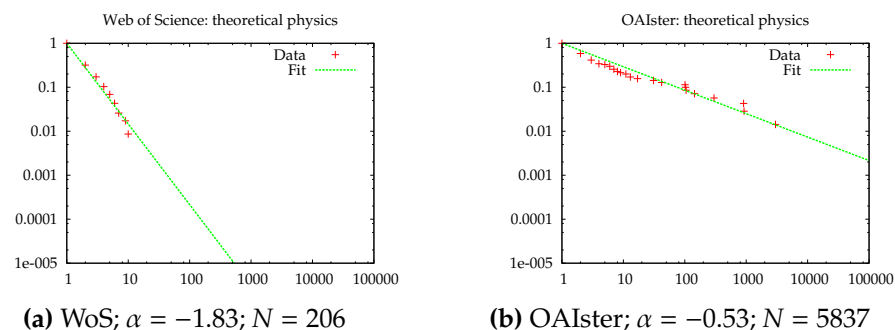 Web of Science: theoretical physics
1
0.1
0.01
0.001
0.0001
1e-005
1
10
100
1000
10000
100000
Data
Fit
(a) WoS; α = −1.83; N = 206
OAIster: theoretical physics
1
0.1
0.01
0.001
0.0001
1e-005
1
10
100
1000
10000
100000
Data
Fit
(b) OAIster; α = −0.53; N = 5837